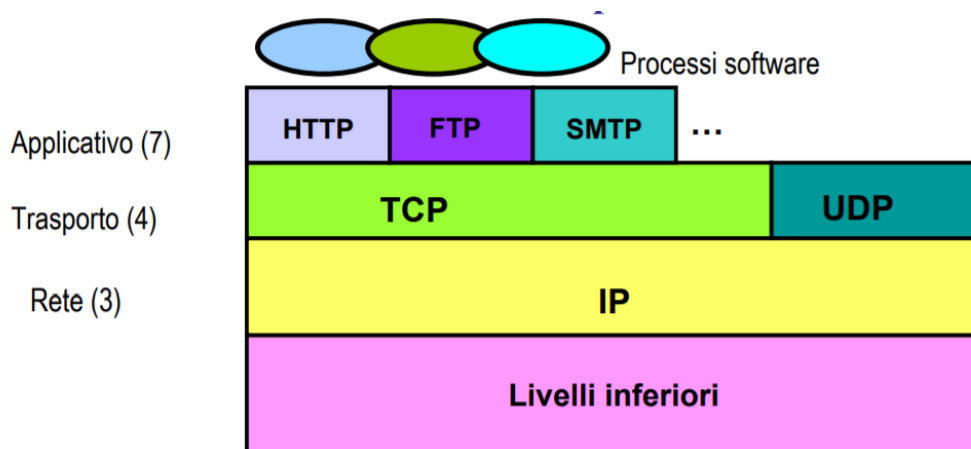 Processi software
Applicativo (7)
HTTP
FTP
SMTP
...
Trasporto (4)
TCP
UDP
Rete (3)
IP
Livelli inferiori